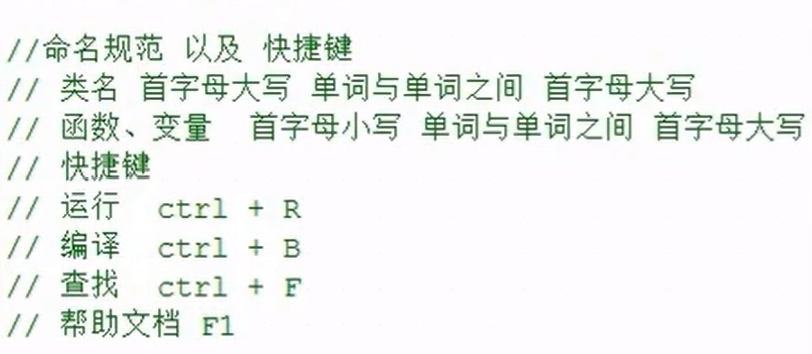 //命名规范 以及 快捷键
// 类名 首字母大写 单词与单词之间 首字母大写
// 函数、变量 首字母小写 单词与单词之间 首字母大写
// 快捷键
// 运行 ctrl + R
// 编译 ctrl + B
// 查找 ctrl + F
// 帮助文档 F1